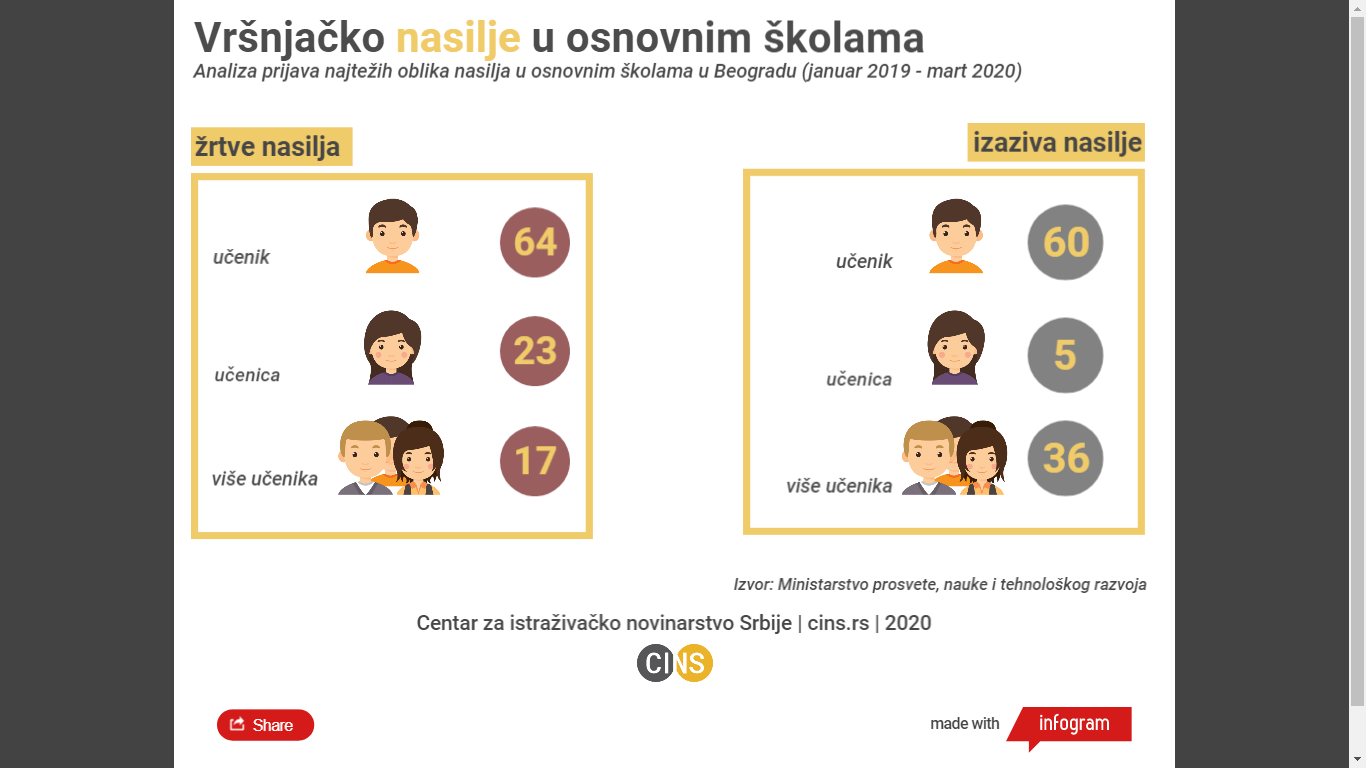 Vršnjačko nasilje u osnovnim školama
Analiza prijava najtežih oblika nasilja u osnovnim školama u Beogradu (januar 2019 - mart 2020)
žrtve nasilja
učenik
64
učenica
23
više učenika
17
izaziva nasilje
učenik
60
učenica
5
više učenika
36
Izvor: Ministarstvo prosvete, nauke i tehnološkog razvoja
Centar za istraživačko novinarstvo Srbije | cins.rs | 2020
CINS
Share
made with infogram